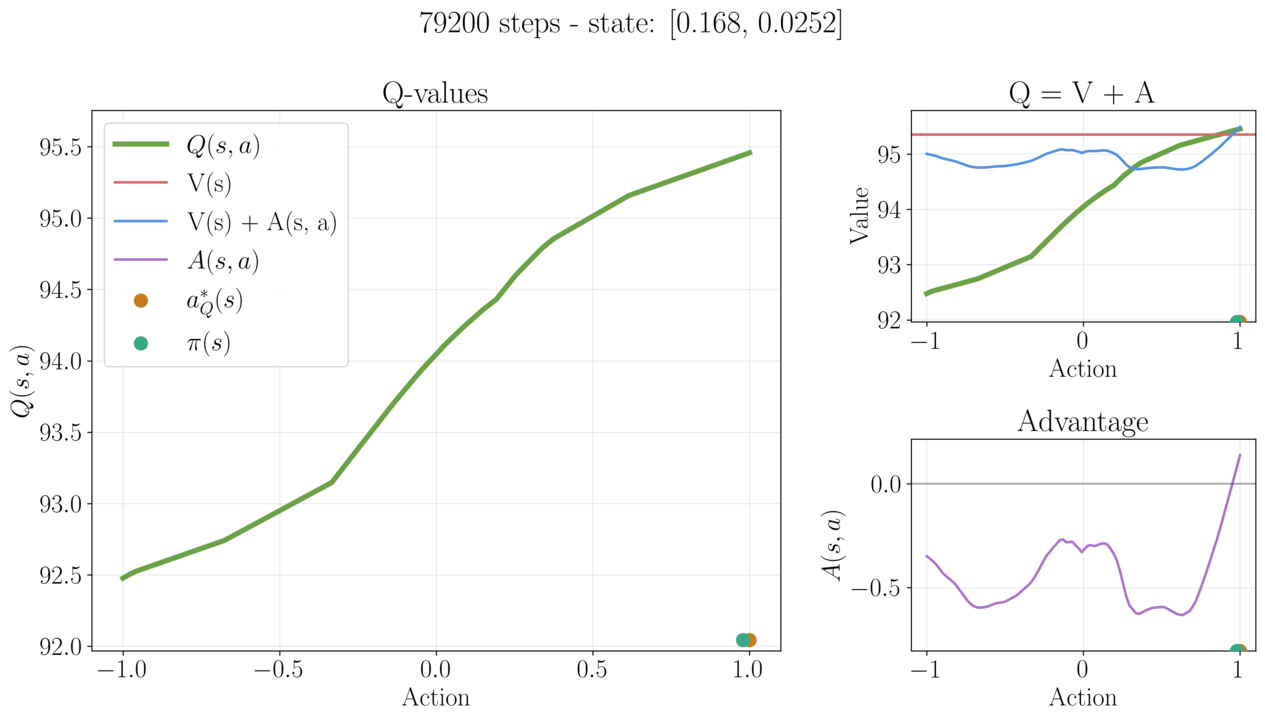 79200 steps - state: [0.168, 0.0252]
Q-values
Q(s, a)
95.5
95.0
94.5
94.0
93.5
93.0
92.5
92.0
Q(s, a)
V(s)
V(s) + A(s, a)
A(s, a)
a*Q(s)
π(s)
−1.0
−0.5
0.0
0.5
1.0
Action
Q = V + A
Value
95
94
93
92
−1
0
1
Action
Advantage
A(s, a)
0.0
−0.5
−1
0
1
Action